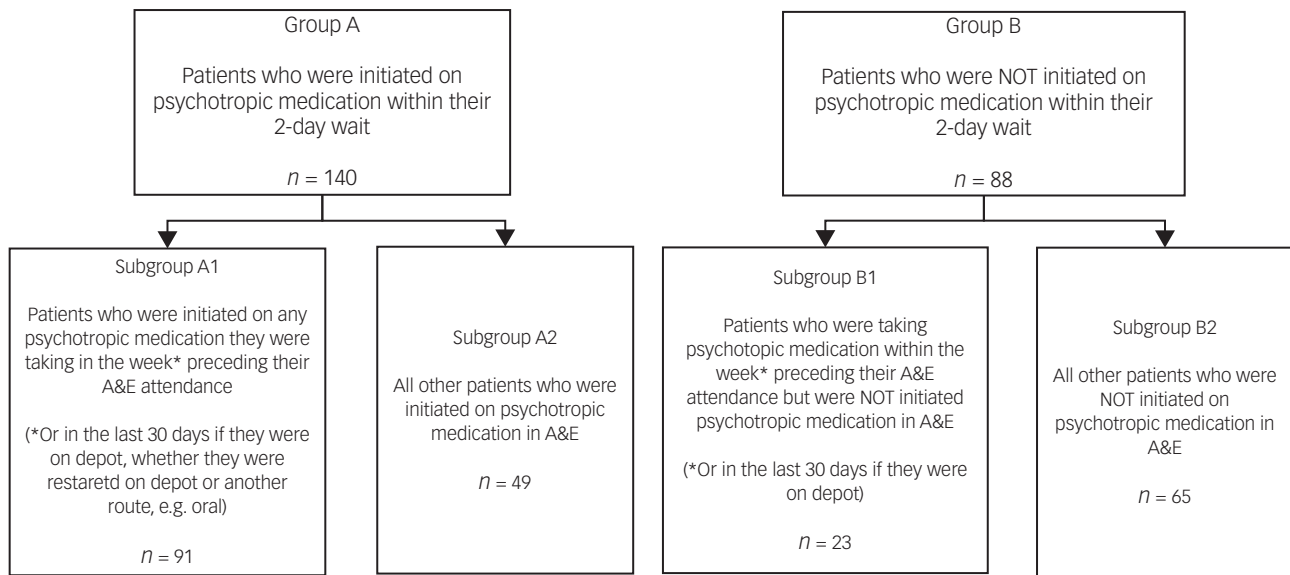 Group A
Patients who were initiated on
psychotropic medication within their
2-day wait
n = 140
Group B
Patients who were NOT initiated on
psychotropic medication within their
2-day wait
n = 88
Subgroup A1
Patients who were initiated on any
psychotropic medication they were
taking in the week* preceding their
A&E attendance
(*Or in the last 30 days if they were
on depot, whether they were
restaretd on depot or another
route, e.g. oral)
n = 91
Subgroup A2
All other patients who were
initiated on psychotropic
medication in A&E
n = 49
Subgroup B1
Patients who were taking
psychotopic medication within the
week* preceding their A&E
attendance but were NOT initiated
psychotropic medication in A&E
(*Or in the last 30 days if they were
on depot)
n = 23
Subgroup B2
All other patients who were
NOT initiated on
psychotropic medication in
A&E
n = 65